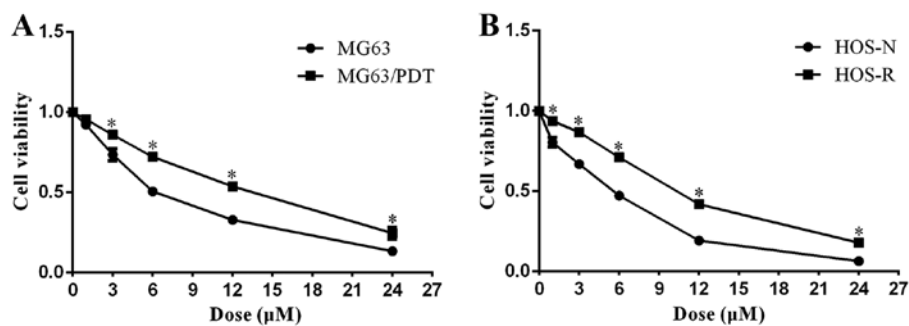 A
1.5
1.0
0.5
0.0
Cell viability
MG63
MG63/PDT
* * * *
0 3 6 9 12 15 18 21 24 27
Dose (μM)
B
1.5
1.0
0.5
0.0
Cell viability
HOS-N
HOS-R
* * * * *
0 3 6 9 12 15 18 21 24 27
Dose (μM)